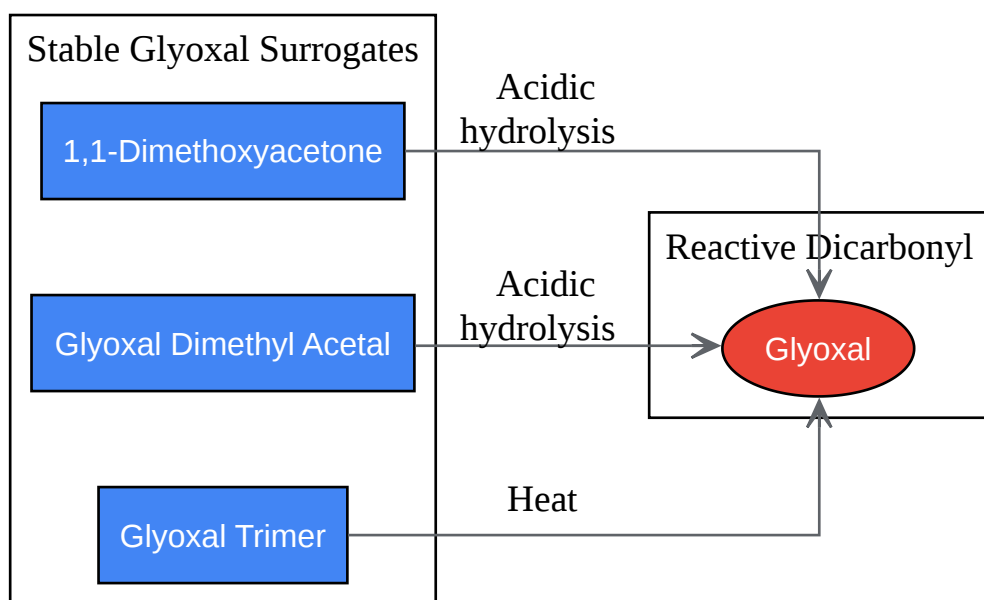 Stable Glyoxal Surrogates
1,1-Dimethoxyacetone
Acidic
hydrolysis
Glyoxal Dimethyl Acetal
Acidic
hydrolysis
Reactive Dicarbonyl
Glyoxal
Glyoxal Trimer
Heat